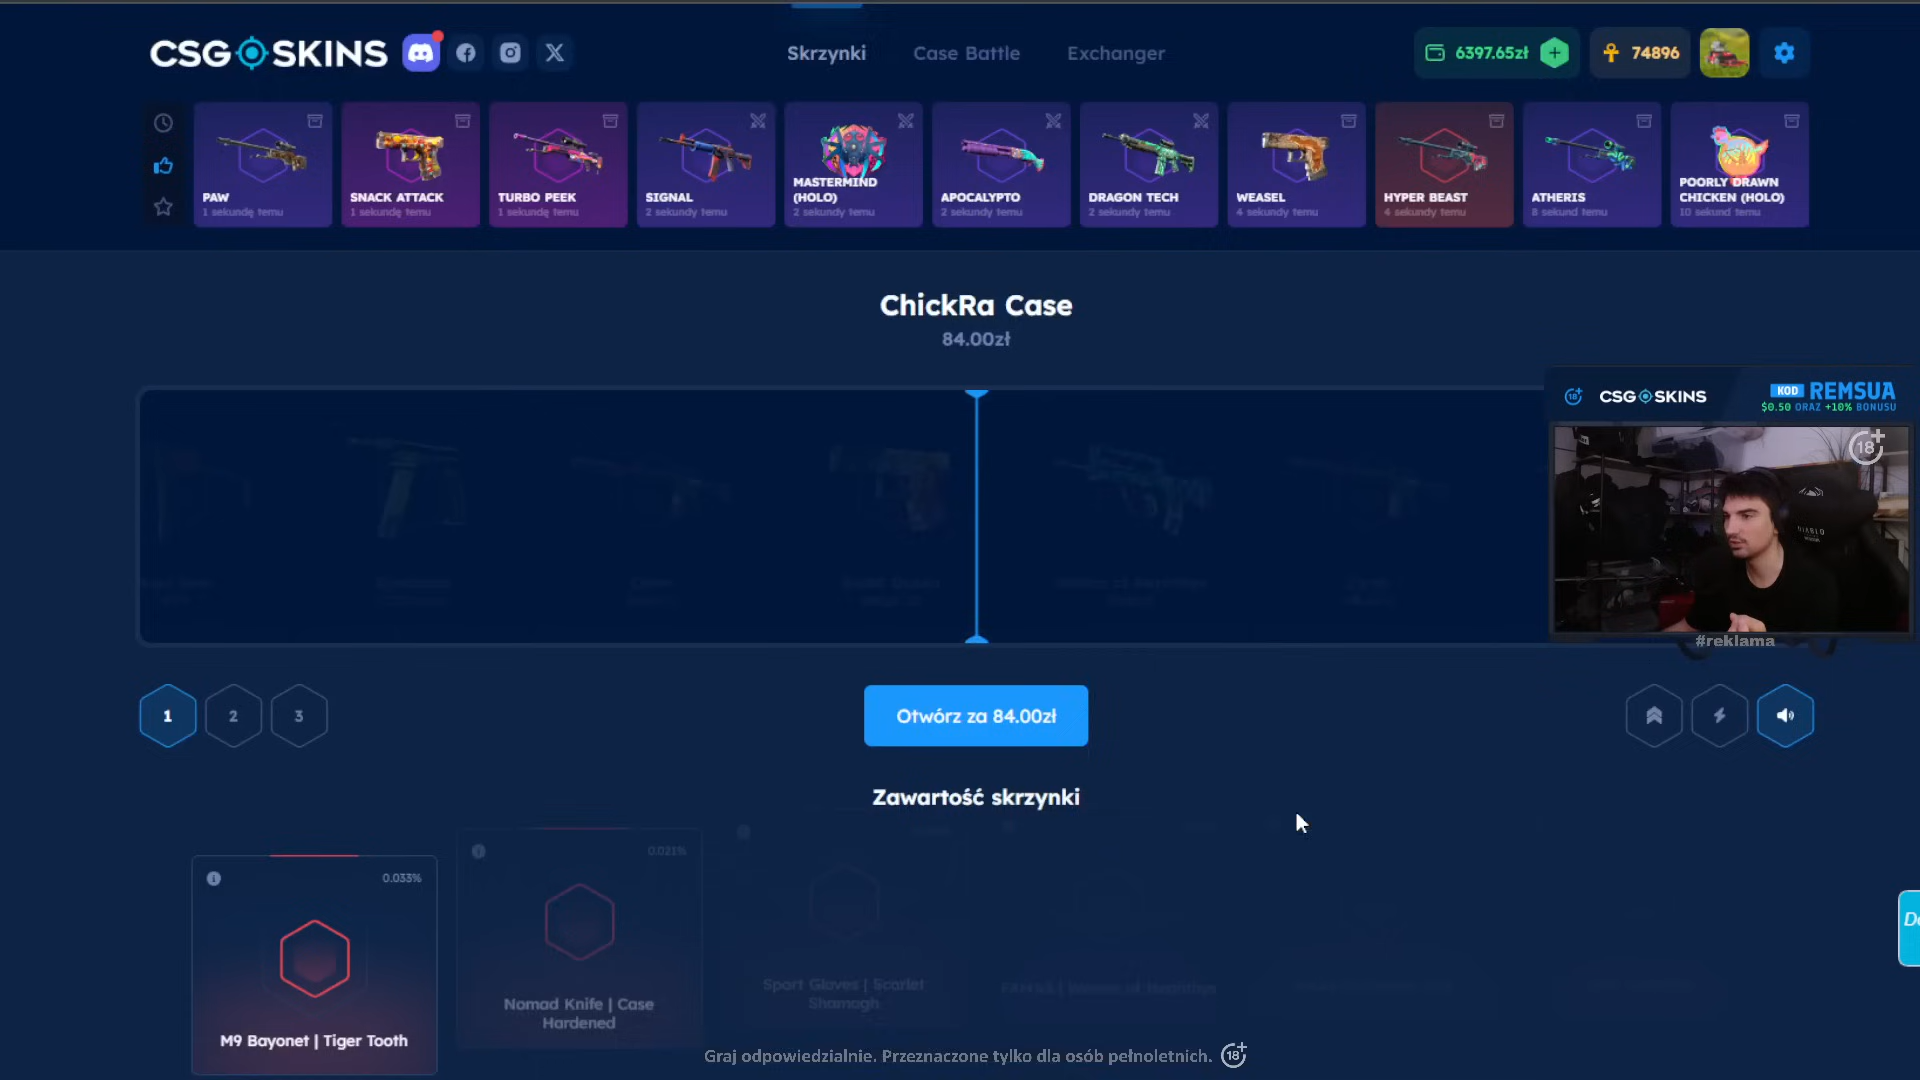 CSG SKINS
Skrzynki
Case Battle
Exchanger
6397.65zł
74896
PAW
1 sekundę temu
SNACK ATTACK
1 sekundę temu
TURBO PEEK
1 sekundę temu
SIGNAL
2 sekundy temu
MASTERMIND
(HOLO)
2 sekundy temu
APOCALYPTO
2 sekundy temu
DRAGON TECH
2 sekundy temu
WEASEL
4 sekundy temu
HYPER BEAST
4 sekundy temu
ATHERIS
8 sekund temu
POORLY DRAWN
CHICKEN (HOLO)
10 sekund temu
ChickRa Case
84.00zł
18+
CSG SKINS
KOD REMSUA
$0.50 ORAZ +10% BONUSU
18+
DIABLO
#reklama
1
2
3
Otwórz za 84.00zł
Zawartość skrzynki
0.033%
M9 Bayonet | Tiger Tooth
0.021%
Nomad Knife | Case
Hardened
Sport Gloves | Scarlet
Shamagh
Graj odpowiedzialnie. Przeznaczone tylko dla osób pełnoletnich. 18+